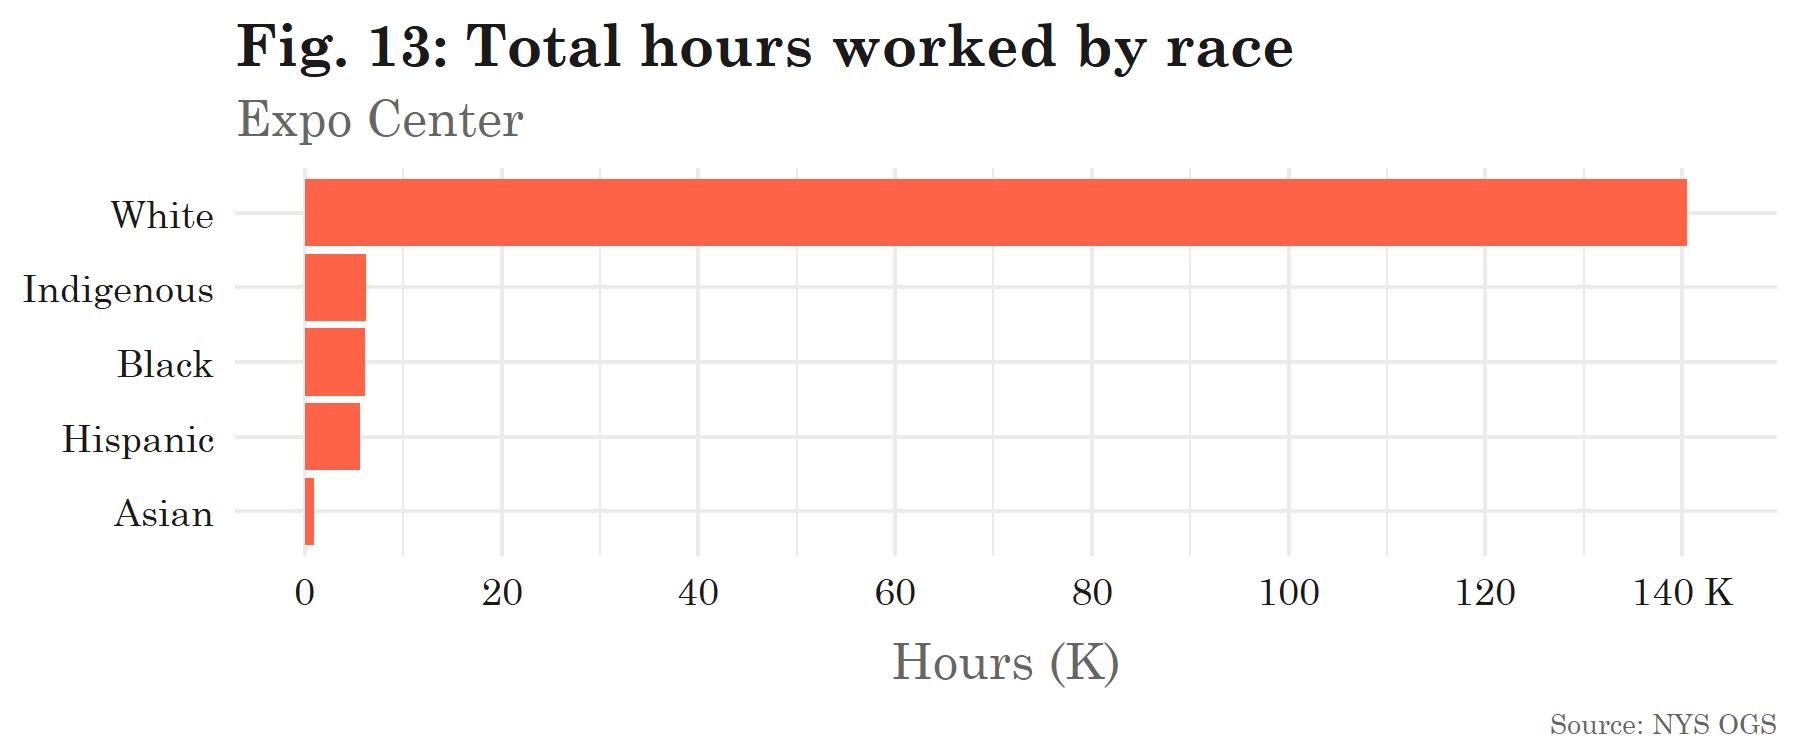 Fig. 13: Total hours worked by race
Expo Center
White
Indigenous
Black
Hispanic
Asian
0 20 40 60 80 100 120 140 K
Hours (K)
Source: NYS OGS